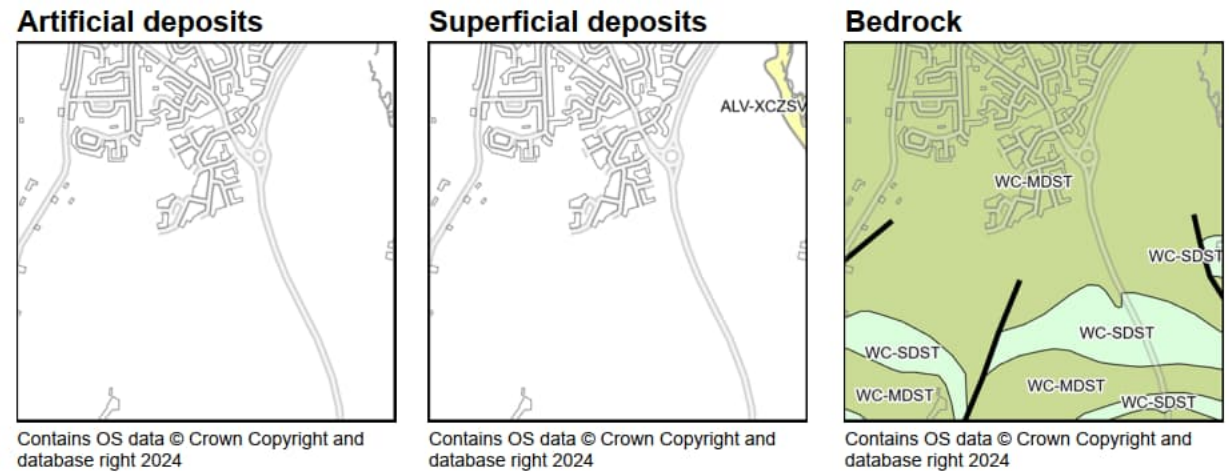 Artificial deposits
Superficial deposits
Bedrock
ALV-XCZSV
WC-MDST
WC-SDST
WC-SDST
WC-SDST
WC-MDST
WC-MDST
WC-SDST
Contains OS data © Crown Copyright and
database right 2024
Contains OS data © Crown Copyright and
database right 2024
Contains OS data © Crown Copyright and
database right 2024